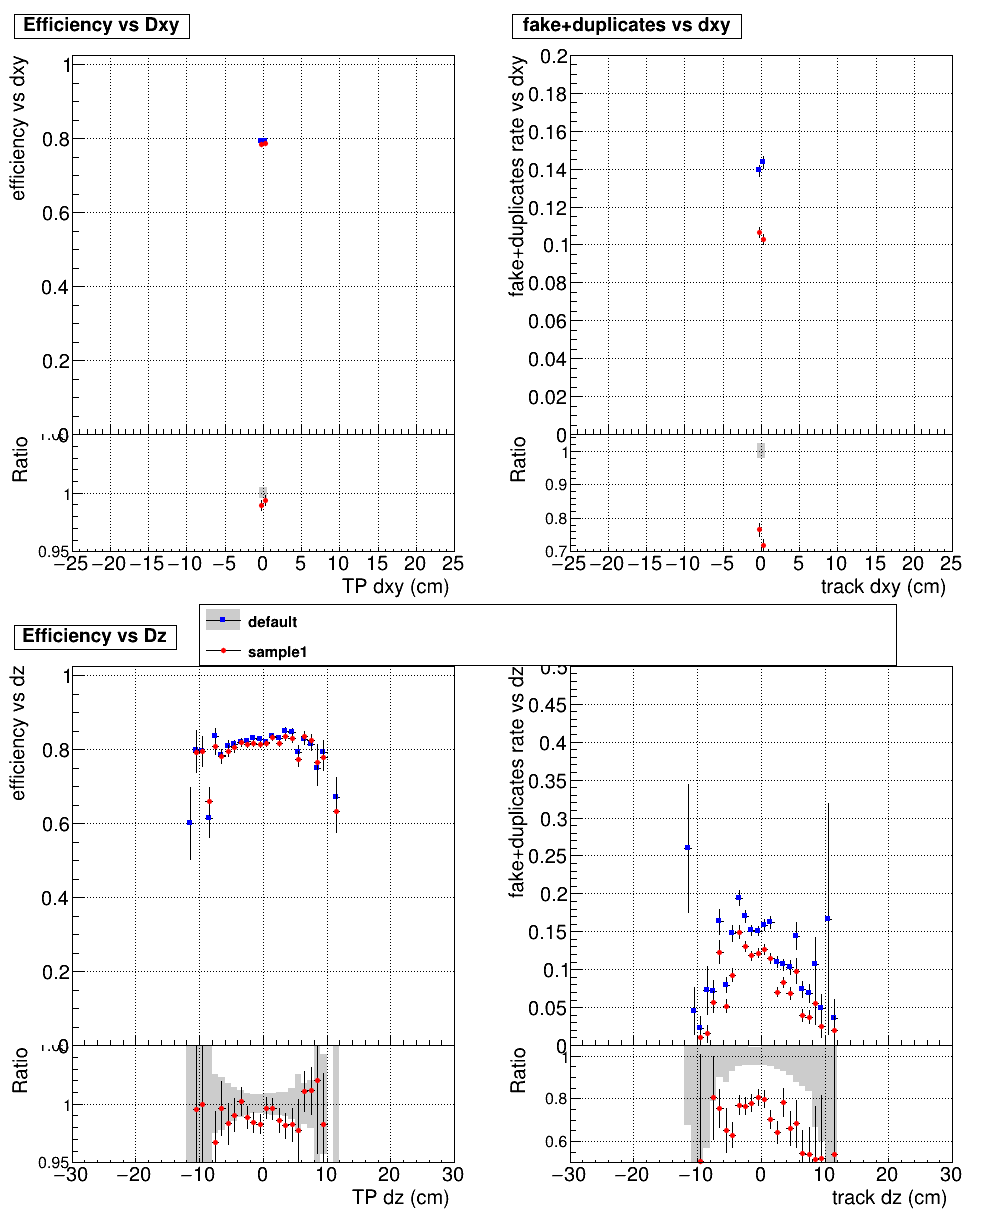 Efficiency vs Dxy
efficiency vs dxy
1
0.8
0.6
0.4
0.2
0
Ratio
1
0.95
−25 −20 −15 −10 −5 0 5 10 15 20 25
TP dxy (cm)
fake+duplicates vs dxy
fake+duplicates rate vs dxy
0.2
0.18
0.16
0.14
0.12
0.1
0.08
0.06
0.04
0.02
0
Ratio
1
0.9
0.8
0.7
−25 −20 −15 −10 −5 0 5 10 15 20 25
track dxy (cm)
default
sample1
Efficiency vs Dz
efficiency vs dz
1
0.8
0.6
0.4
0.2
0
Ratio
1
0.95
−30 −20 −10 0 10 20 30
TP dz (cm)
fake+duplicates rate vs dz
0.5
0.45
0.4
0.35
0.3
0.25
0.2
0.15
0.1
0.05
0
Ratio
1
0.8
0.6
−30 −20 −10 0 10 20 30
track dz (cm)